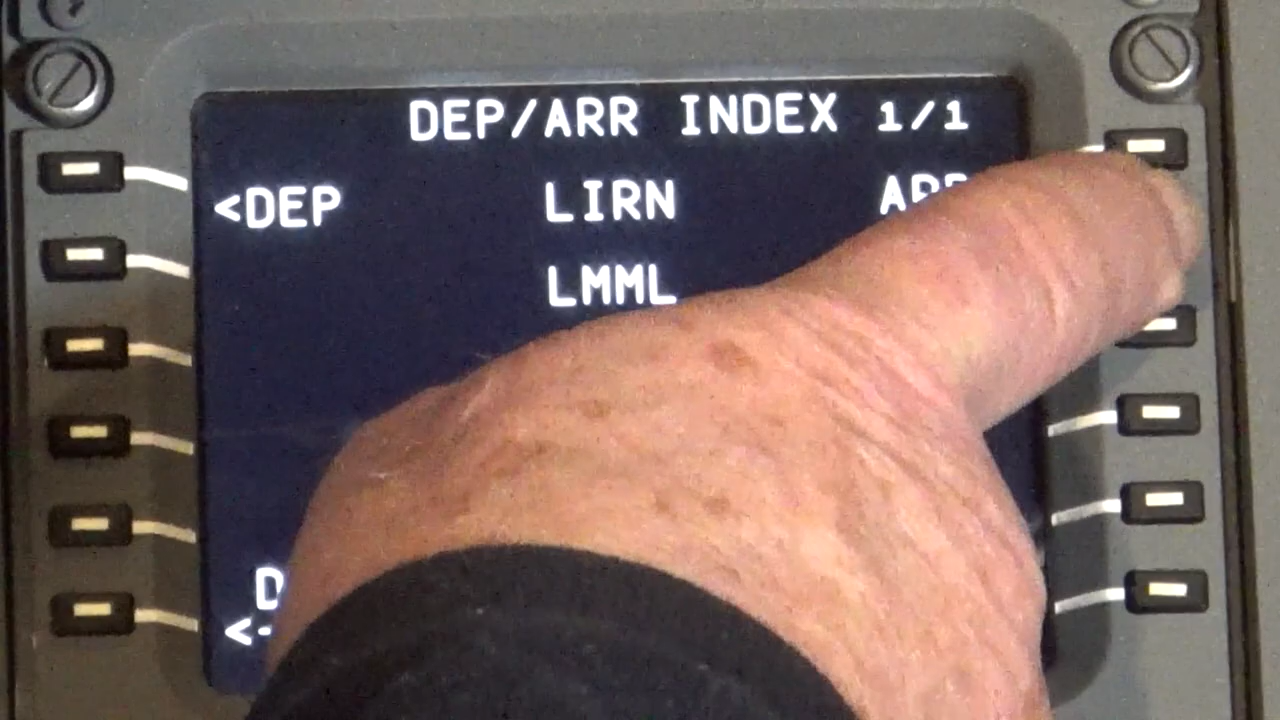 DEP/ARR INDEX 1/1
<DEP LIRN ARR
LMML
D
<-